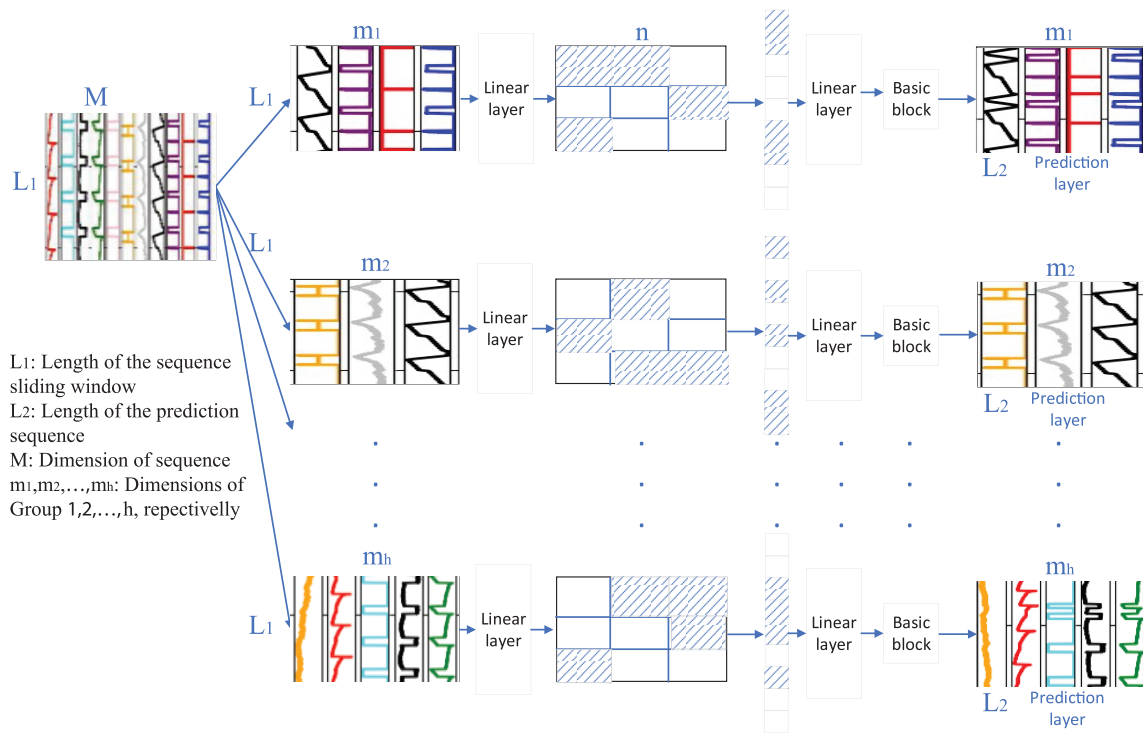 M
L1
L1
m1
Linear
layer
n
Linear
layer
Basic
block
m1
L2
Prediction
layer
L1
m2
Linear
layer
Linear
layer
Basic
block
m2
L2
Prediction
layer
L1: Length of the sequence
sliding window
L2: Length of the prediction
sequence
M: Dimension of sequence
m1,m2,…,mh: Dimensions of
Group 1,2,…,h, repectivelly
L1
mh
Linear
layer
Linear
layer
Basic
block
mh
L2
Prediction
layer